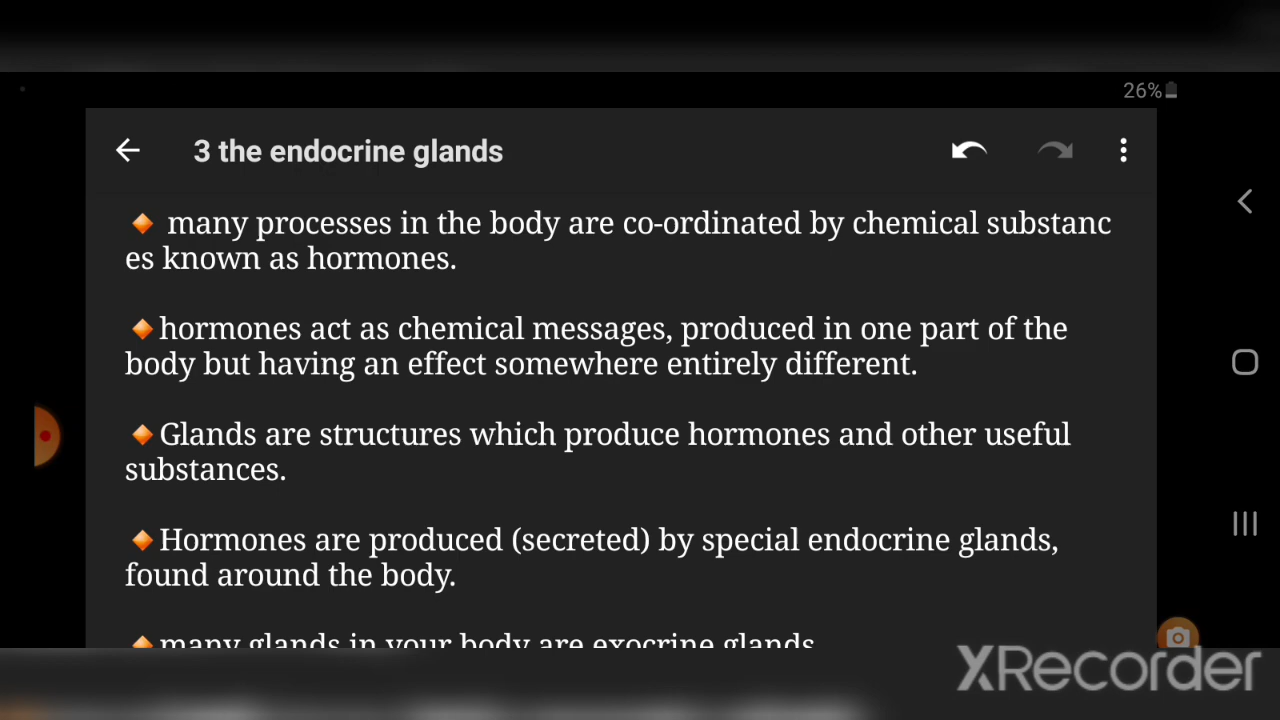 26%
3 the endocrine glands
🔸 many processes in the body are co-ordinated by chemical substanc
es known as hormones.
🔸hormones act as chemical messages, produced in one part of the
body but having an effect somewhere entirely different.
🔸Glands are structures which produce hormones and other useful
substances.
🔸Hormones are produced (secreted) by special endocrine glands,
found around the body.
🔸many glands in your body are exocrine glands
XRecorder